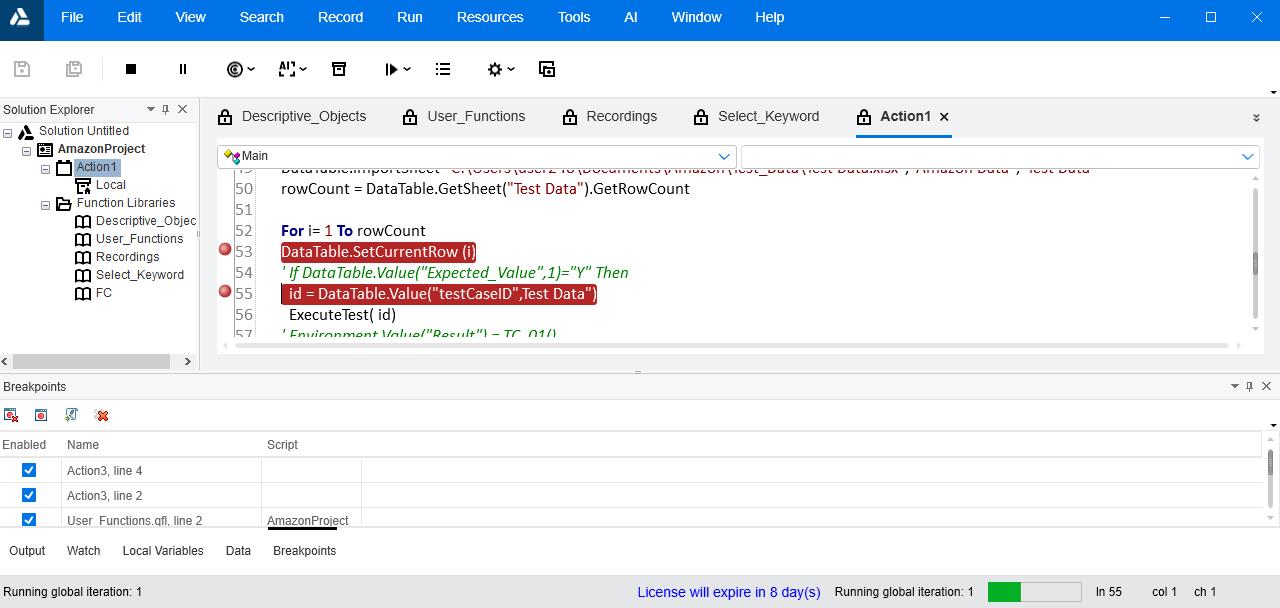 File Edit View Search Record Run Resources Tools AI Window Help
Solution Explorer
Solution Untitled
AmazonProject
Action1
Local
Function Libraries
Descriptive_Objec
User_Functions
Recordings
Select_Keyword
FC
Descriptive_Objects User_Functions Recordings Select_Keyword Action1
Main
50 rowCount = DataTable.GetSheet("Test Data").GetRowCount
51
52 For i= 1 To rowCount
53 DataTable.SetCurrentRow (i)
54 ' If DataTable.Value("Expected_Value",1)="Y" Then
55 id = DataTable.Value("testCaseID",Test Data")
56 ExecuteTest( id)
57 ' Environment.Value("Result") = TC_01()
Breakpoints
Enabled Name Script
Action3, line 4
Action3, line 2
User_Functions.qfl, line 2 AmazonProject
Output Watch Local Variables Data Breakpoints
Running global iteration: 1 License will expire in 8 day(s) Running global iteration: 1 ln 55 col 1 ch 1